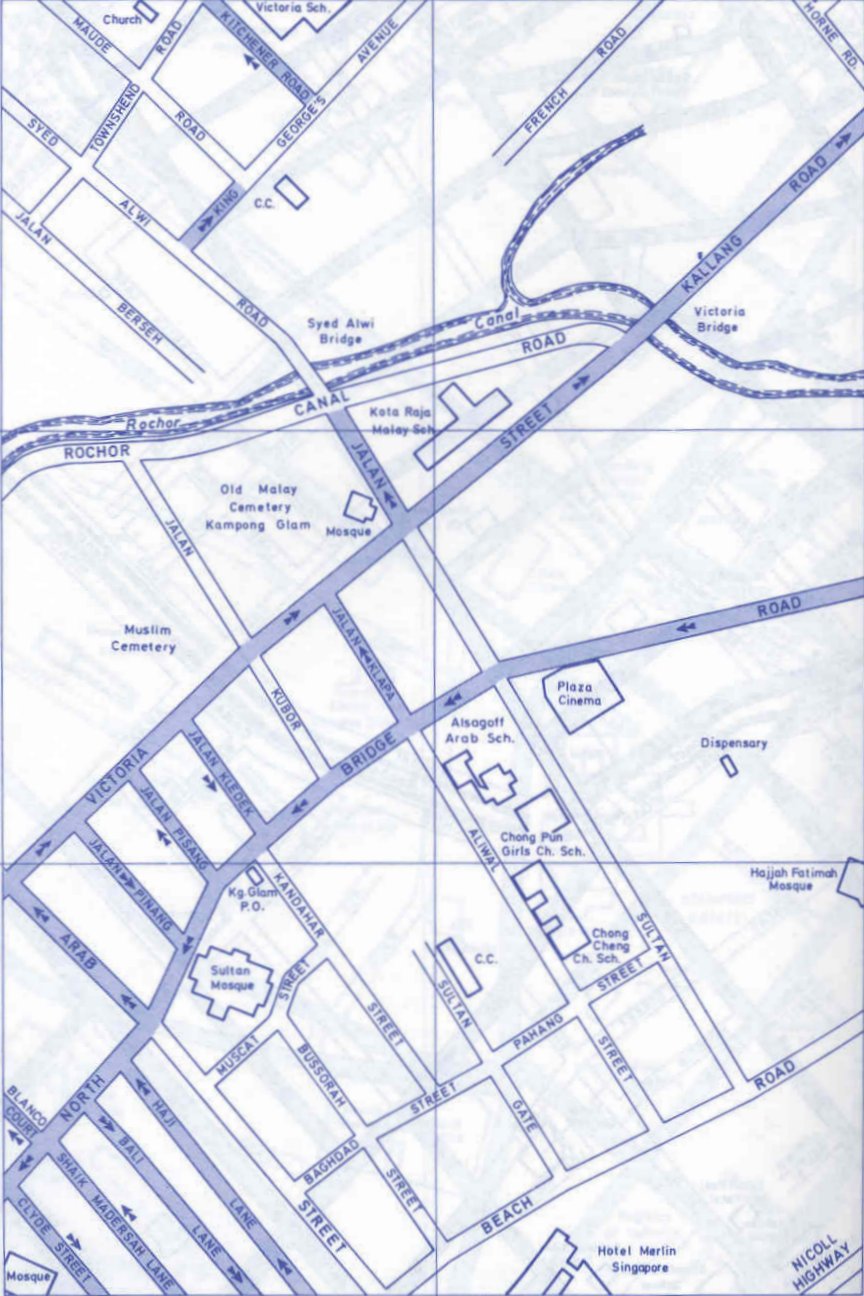 Victoria Sch.
Church
MAUDE
ROAD
ROAD
KITCHENER ROAD
KING
GEORGE'S
AVENUE
FRENCH
ROAD
HORNE RD.
TOWNSHEND
SYED
ALWI
ROAD
C.C.
KALLANG
ROAD
JALAN
BERSEH
Syed Alwi
Bridge
Canal
Victoria
Bridge
Rochor
CANAL
ROAD
ROCHOR
Kota Raja
Malay Sch
STREET
JALAN
Old Malay
Cemetery
Kampong Glam
Mosque
JALAN
Muslim
Cemetery
ROAD
JALAN
KLAPA
Plaza
Cinema
KUBOR
Alsagoff
Arab Sch.
Dispensary
JALAN KLEDEK
BRIDGE
VICTORIA
JALAN PISANG
ALIWAL
Chong Pun
Girls Ch. Sch.
JALAN
PINANG
Kg.Glam
P.O.
KANDAHAR
Hajjah Fatimah
Mosque
SULTAN
ARAB
Chong
Cheng
Ch. Sch.
C.C.
Sultan
Mosque
STREET
STREET
SULTAN
STREET
PAHANG
STREET
MUSCAT
BUSSORAH
ROAD
BLANCO
COURT
NORTH
HAJI
STREET
GATE
BALI
SHAIK
MADERSAH LANE
BAGHDAD
STREET
STREET
LANE
LANE
CLYDE STREET
BEACH
Hotel Merlin
Singapore
NICOLL
HIGHWAY
Mosque